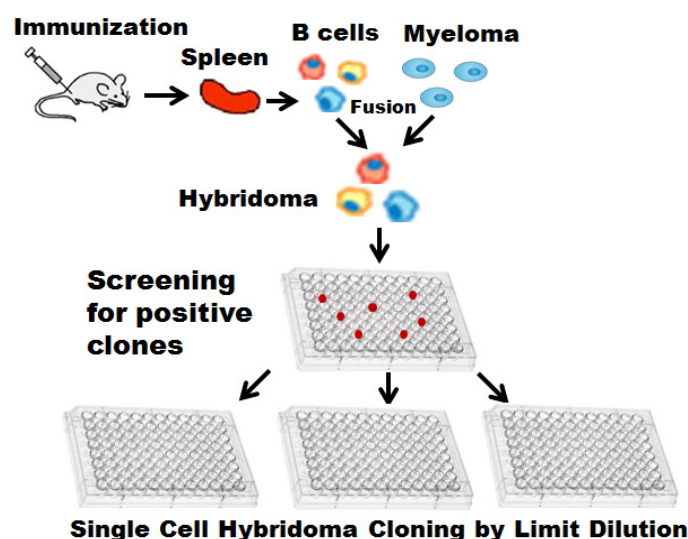 Immunization
Spleen
B cells
Myeloma
Fusion
Hybridoma
Screening
for positive
clones
Single Cell Hybridoma Cloning by Limit Dilution